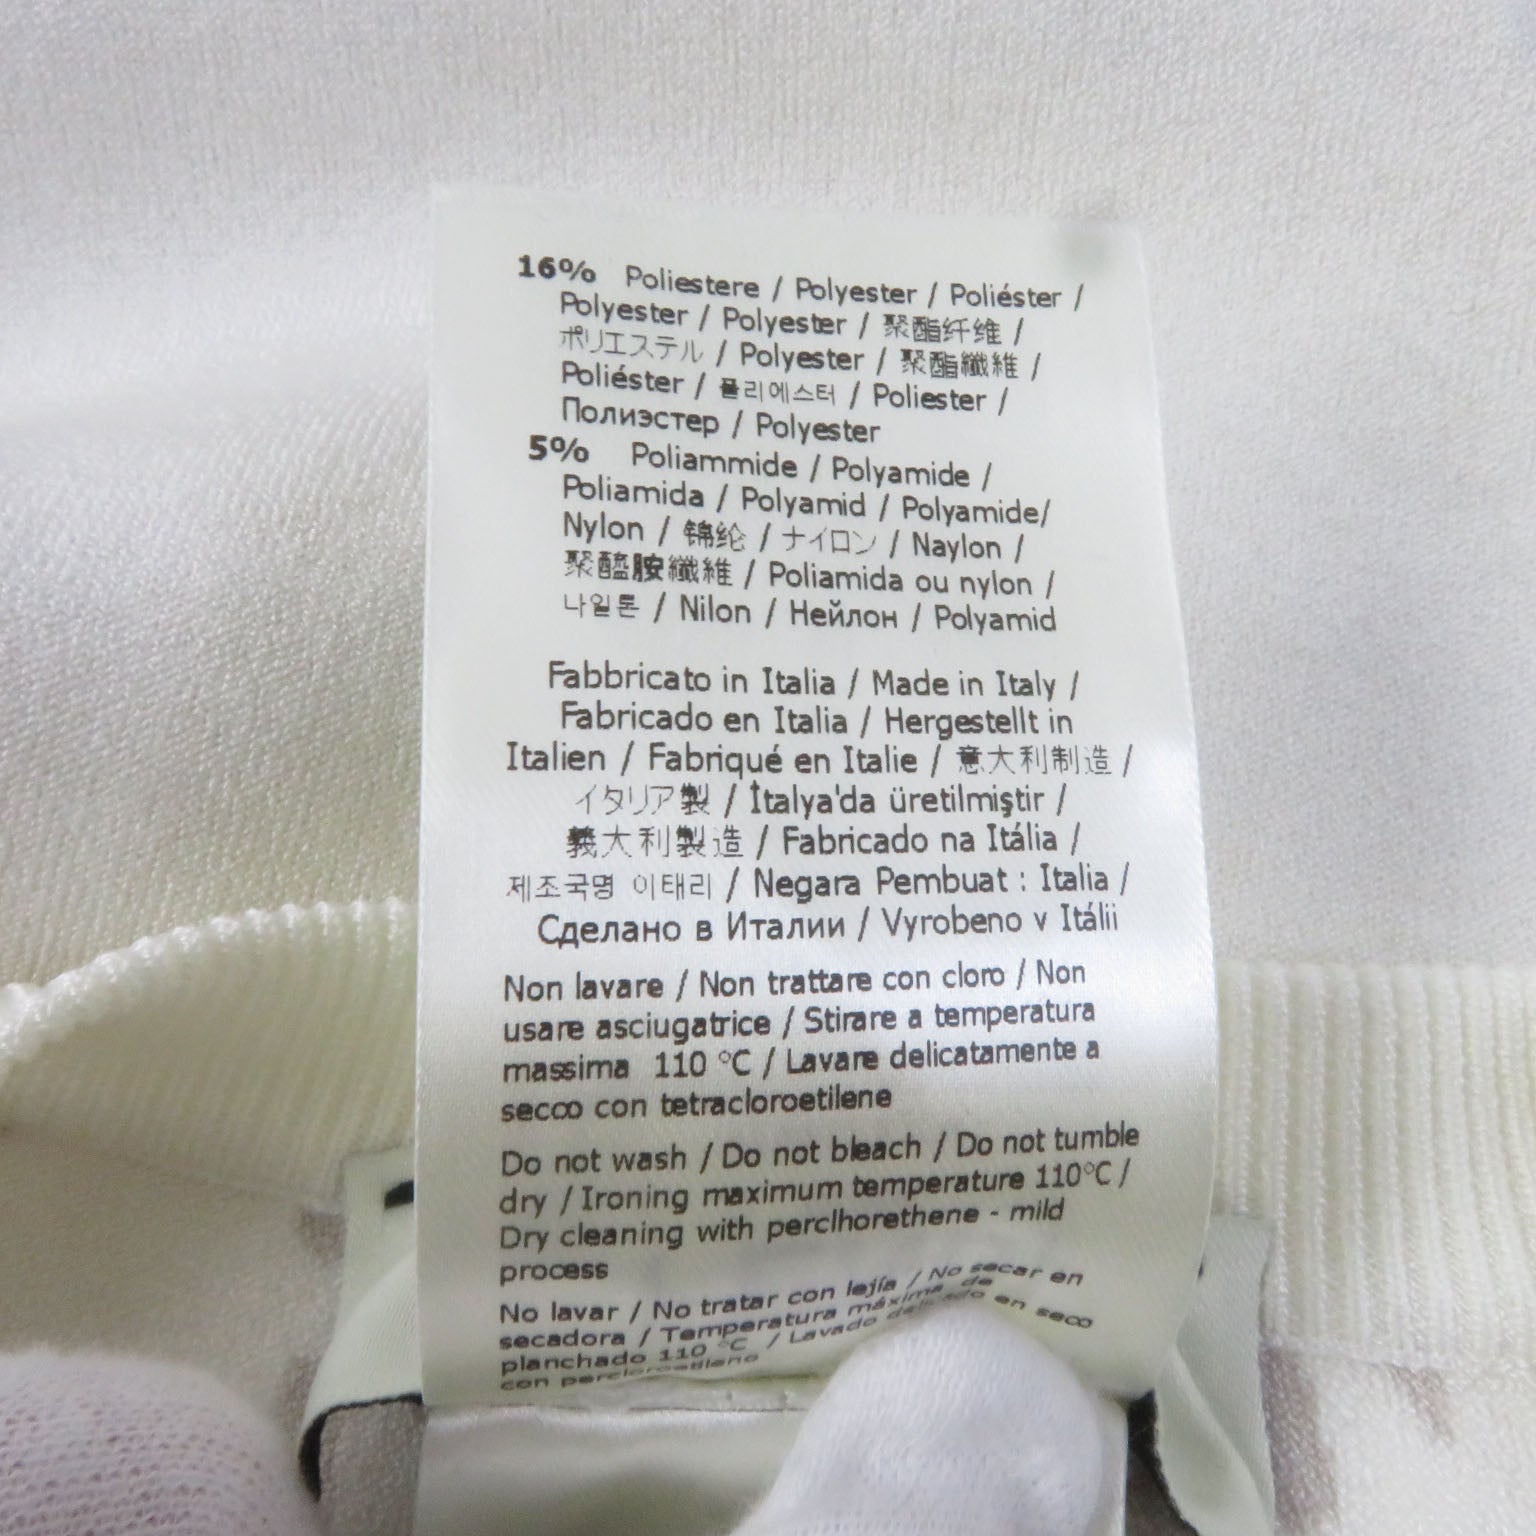 16% Poliestere / Polyester / Poliéster /
Polyester / Polyester / 聚酯纤维 /
ポリエステル / Polyester / 聚酯纖維 /
Poliéster / 폴리에스터 / Poliester /
Полиэстер / Polyester
5% Poliammide / Polyamide /
Poliamida / Polyamid / Polyamide/
Nylon / 锦纶 / ナイロン / Naylon /
聚醯胺纖維 / Poliamida ou nylon /
나일론 / Nilon / Нейлон / Polyamid
Fabbricato in Italia / Made in Italy /
Fabricado en Italia / Hergestellt in
Italien / Fabriqué en Italie / 意大利制造 /
イタリア製 / İtalya'da üretilmiştir /
義大利製造 / Fabricado na Itália /
제조국명 이태리 / Negara Pembuat : Italia /
Сделано в Италии / Vyrobeno v Itálii
Non lavare / Non trattare con cloro / Non
usare asciugatrice / Stirare a temperatura
massima 110 °C / Lavare delicatamente a
secco con tetracloroetilene
Do not wash / Do not bleach / Do not tumble
dry / Ironing maximum temperature 110°C /
Dry cleaning with perclhorethene - mild
process
No lavar / No tratar con lejía / No secar en
secadora / Temperatura máxima de
planchado 110 °C / Lavado delicado en seco
con percloroetileno